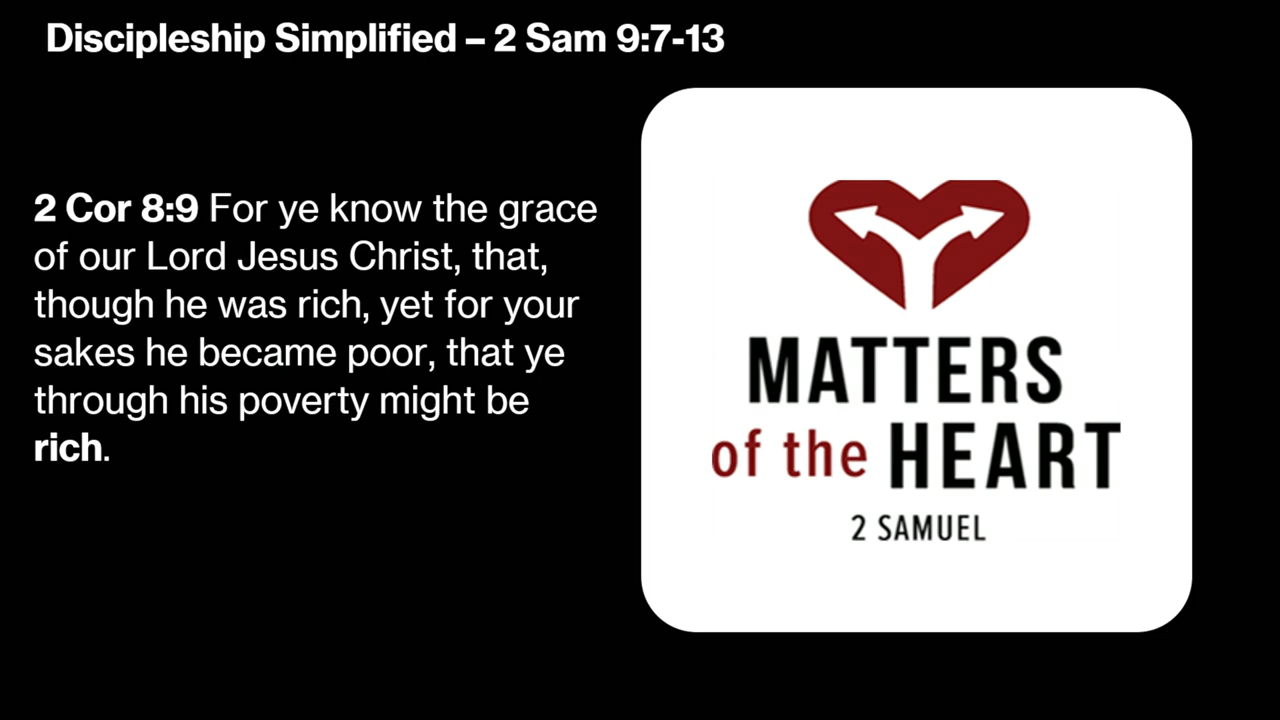 Discipleship Simplified – 2 Sam 9:7-13
2 Cor 8:9 For ye know the grace
of our Lord Jesus Christ, that,
though he was rich, yet for your
sakes he became poor, that ye
through his poverty might be
rich.
MATTERS
of the HEART
2 SAMUEL